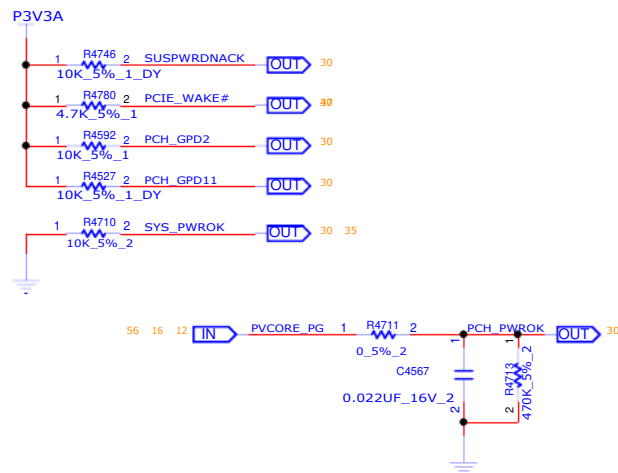 P3V3A
1 R4746 2 SUSPWRDNACK OUT 30
10K_5%_1_DY
1 R4780 2 PCIE_WAKE# OUT
4.7K_5%_1
1 R4592 2 PCH_GPD2 OUT 30
10K_5%_1
1 R4527 2 PCH_GPD11 OUT 30
10K_5%_1_DY
1 R4710 2 SYS_PWROK OUT 30 35
10K_5%_2
56 16 12 IN PVCORE_PG 1 R4711 2 PCH_PWROK OUT 30
0_5%_2
1 1
C4567
0.022UF_16V_2
R4713
470K_5%_2
2 2